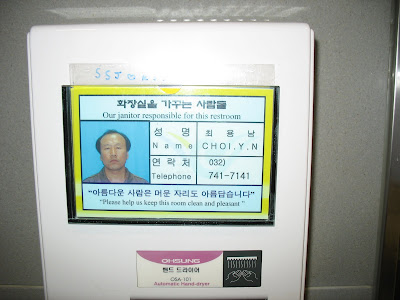 화장실을 가꾸는 사람들
Our janitor responsible for this restroom
성 명 최 용 남
Name CHOI.Y.N
연 락 처 032)
Telephone 741-7141
"아름다운 사람은 머문 자리도 아름답습니다"
"Please help us keep this room clean and pleasant"
OHSUNG
핸드 드라이어
OSA-101
Automatic Hand-dryer